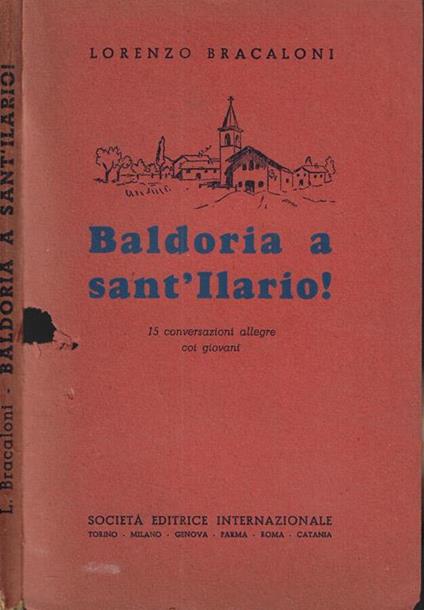 L. Bracaloni - BALDORIA A SANT'ILARIO!
LORENZO BRACALONI
Baldoria a
sant'Ilario!
15 conversazioni allegre
coi giovani
SOCIETÀ EDITRICE INTERNAZIONALE
TORINO - MILANO - GENOVA - PARMA - ROMA - CATANIA